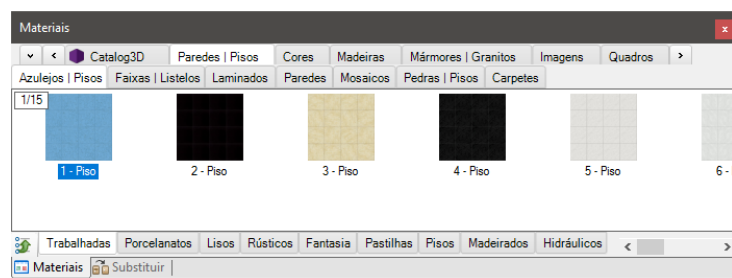 Materiais x
Catalog3D Paredes | Pisos Cores Madeiras Mármores | Granitos Imagens Quadros
Azulejos | Pisos Faixas | Listelos Laminados Paredes Mosaicos Pedras | Pisos Carpetes
1/15
1 - Piso 2 - Piso 3 - Piso 4 - Piso 5 - Piso 6 -
Trabalhadas Porcelanatos Lisos Rústicos Fantasia Pastilhas Pisos Madeirados Hidráulicos
Materiais Substituir